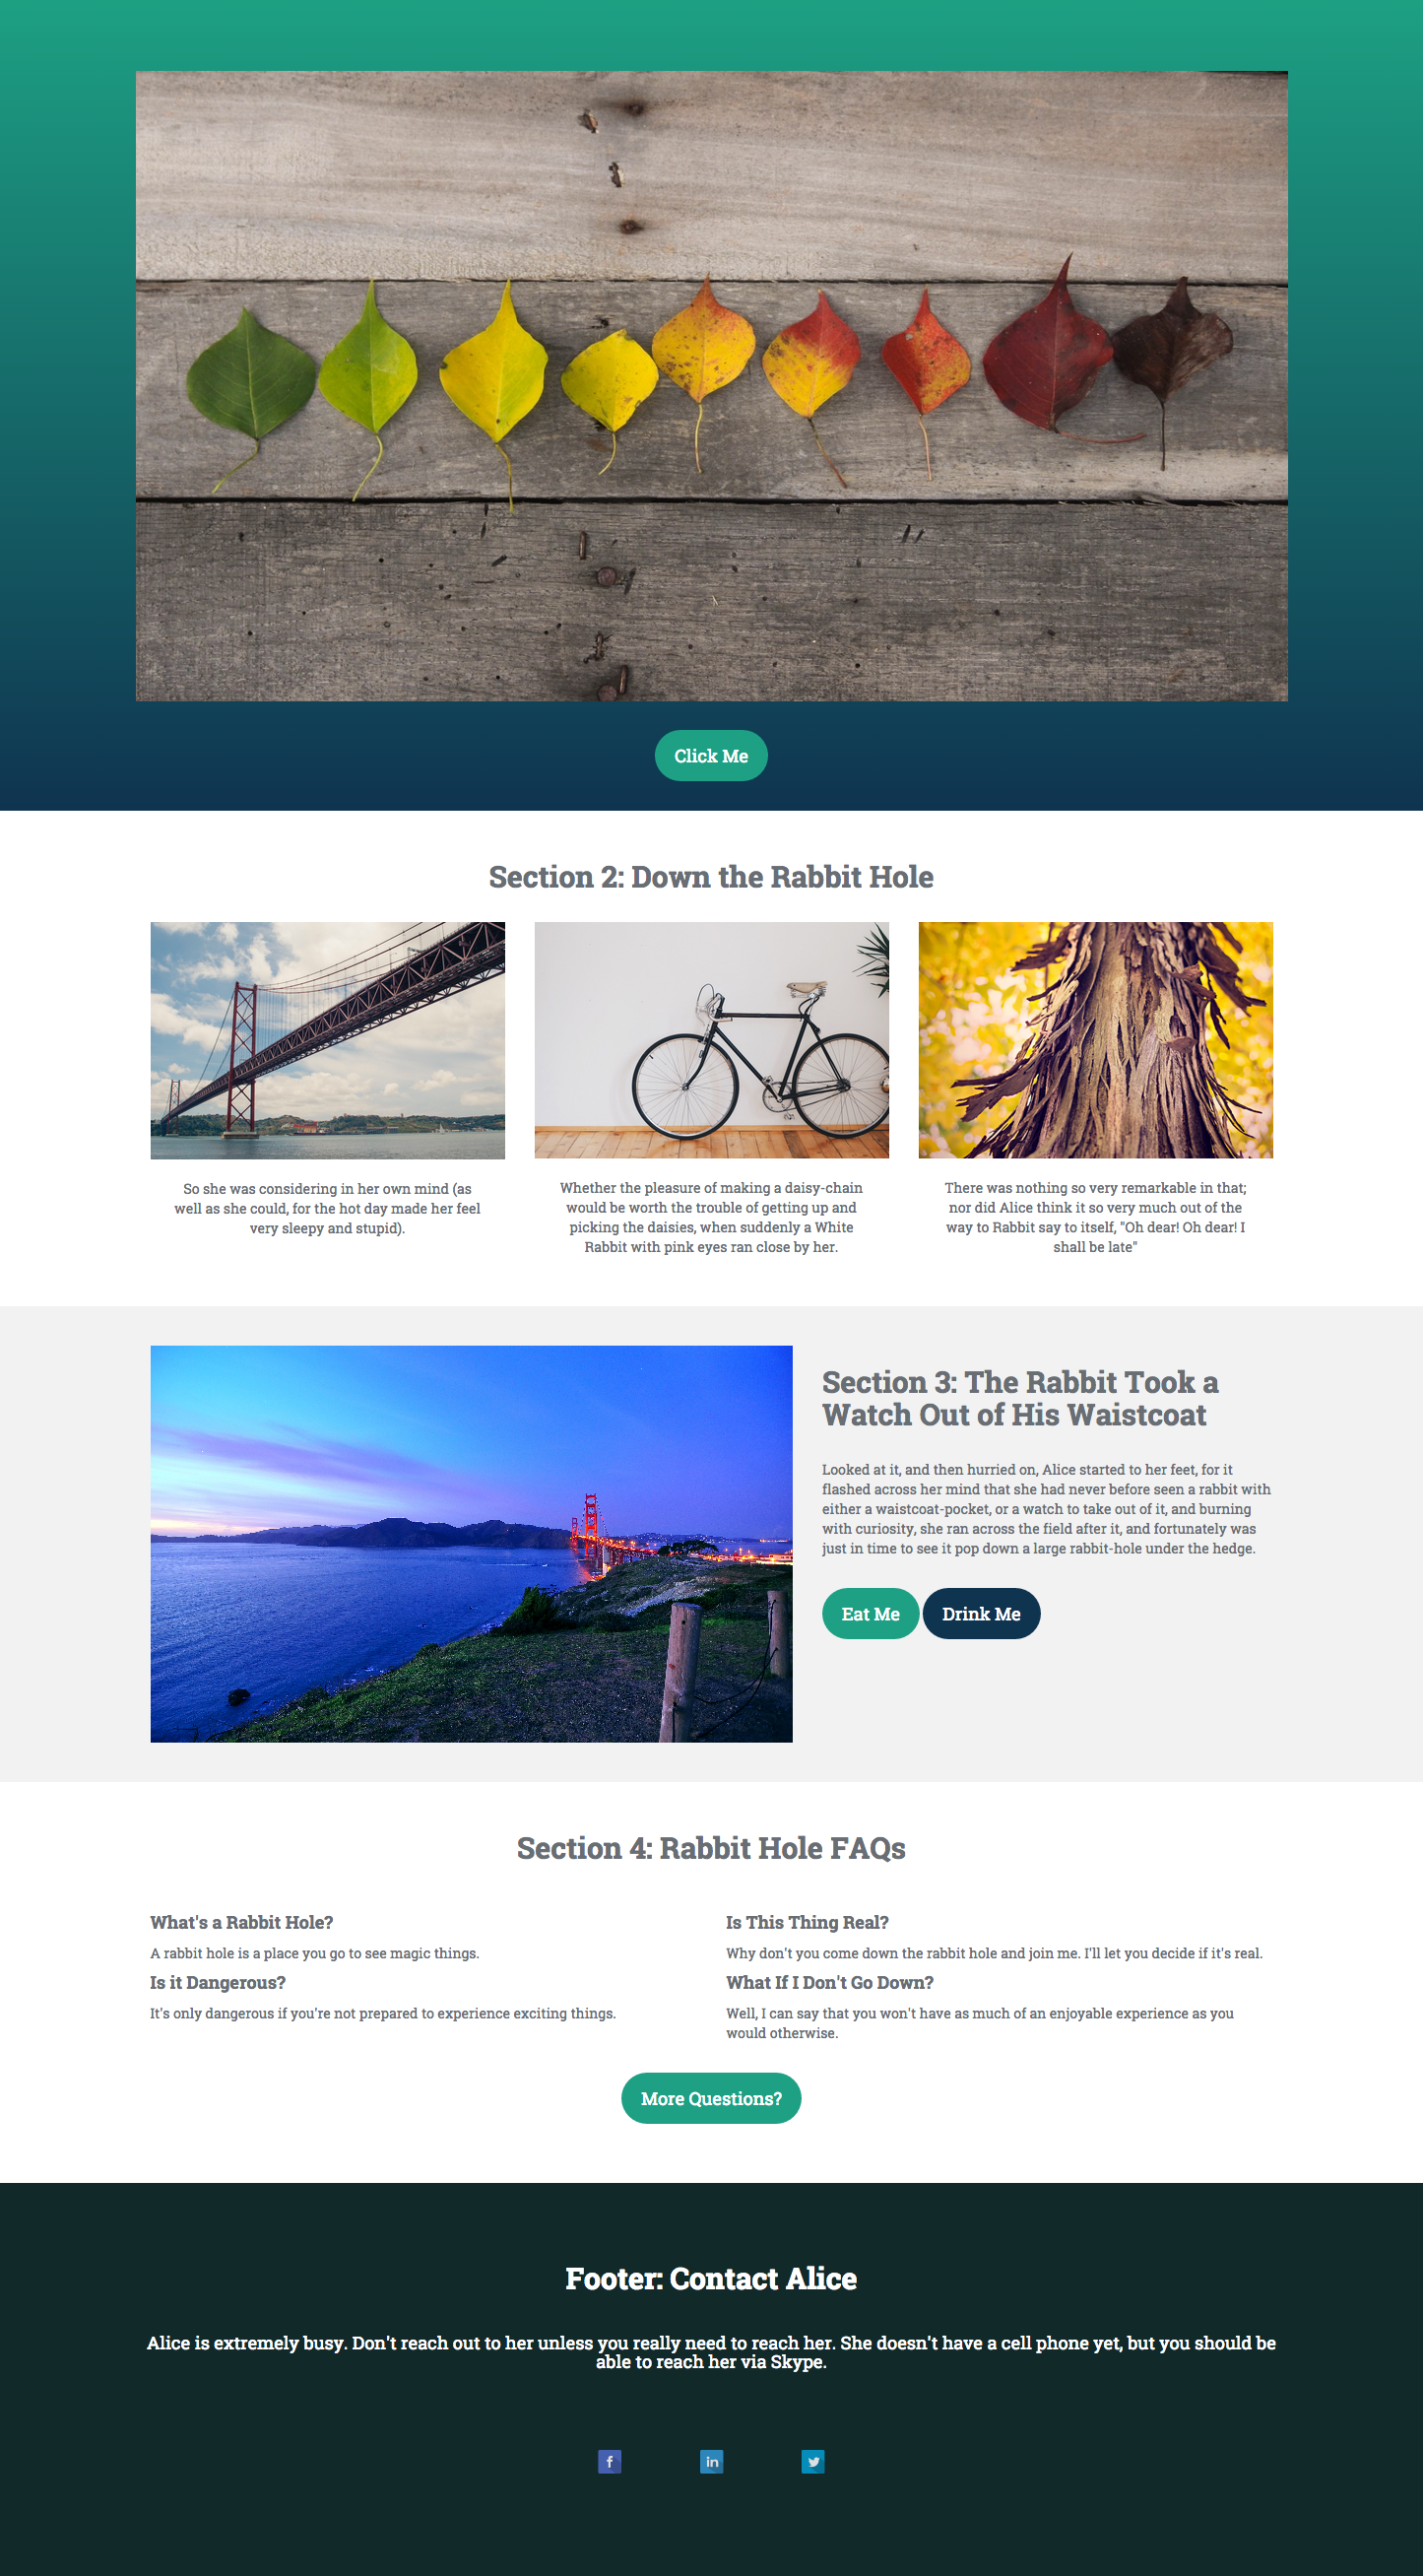 Click Me
Section 2: Down the Rabbit Hole
So she was considering in her own mind (as
well as she could, for the hot day made her feel
very sleepy and stupid).
Whether the pleasure of making a daisy-chain
would be worth the trouble of getting up and
picking the daisies, when suddenly a White
Rabbit with pink eyes ran close by her.
There was nothing so very remarkable in that;
nor did Alice think it so very much out of the
way to Rabbit say to itself, "Oh dear! Oh dear! I
shall be late"
Section 3: The Rabbit Took a
Watch Out of His Waistcoat
Looked at it, and then hurried on, Alice started to her feet, for it
flashed across her mind that she had never before seen a rabbit with
either a waistcoat-pocket, or a watch to take out of it, and burning
with curiosity, she ran across the field after it, and fortunately was
just in time to see it pop down a large rabbit-hole under the hedge.
Eat Me
Drink Me
Section 4: Rabbit Hole FAQs
What's a Rabbit Hole?
A rabbit hole is a place you go to see magic things.
Is it Dangerous?
It's only dangerous if you're not prepared to experience exciting things.
Is This Thing Real?
Why don't you come down the rabbit hole and join me. I'll let you decide if it's real.
What If I Don't Go Down?
Well, I can say that you won't have as much of an enjoyable experience as you
would otherwise.
More Questions?
Footer: Contact Alice
Alice is extremely busy. Don't reach out to her unless you really need to reach her. She doesn't have a cell phone yet, but you should be
able to reach her via Skype.
f
in